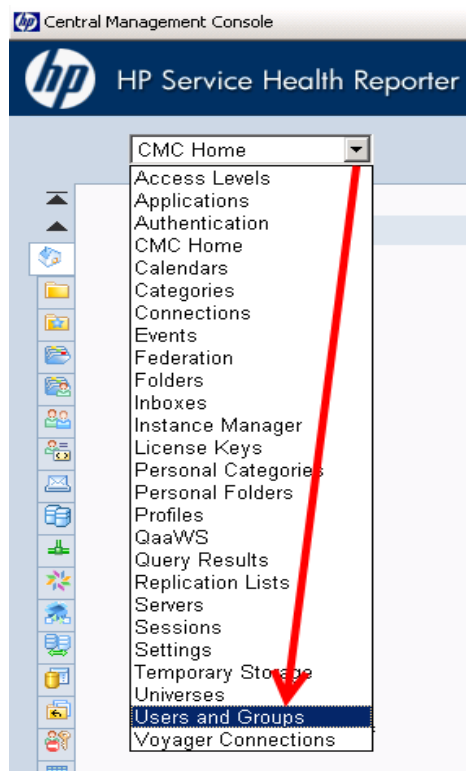 Central Management Console
hp
HP Service Health Reporter
CMC Home
Access Levels
Applications
Authentication
CMC Home
Calendars
Categories
Connections
Events
Federation
Folders
Inboxes
Instance Manager
License Keys
Personal Categories
Personal Folders
Profiles
QaaWS
Query Results
Replication Lists
Servers
Sessions
Settings
Temporary Storage
Universes
Users and Groups
Voyager Connections